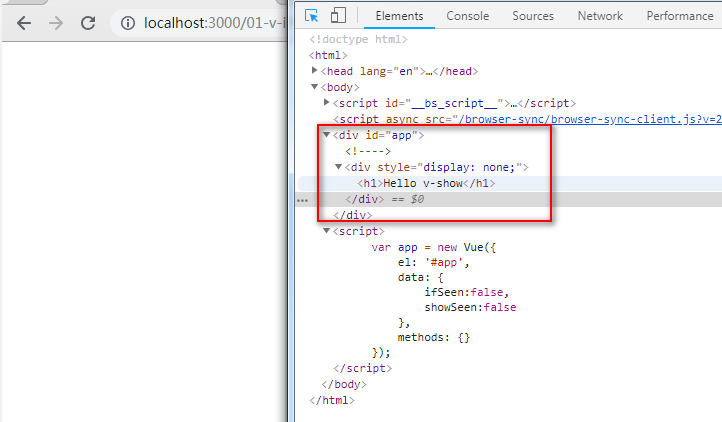 localhost:3000/01-v-i
Elements Console Sources Network Performance
<!doctype html>
<html>
<head lang="en">…</head>
<body>
<script id="__bs_script__">…</script>
<script async src="/browser-sync/browser-sync-client.js?v=2
<div id="app">
<!---->
<div style="display: none;">
<h1>Hello v-show</h1>
</div> == $0
</div>
<script>
var app = new Vue({
el: '#app',
data: {
ifSeen:false,
showSeen:false
},
methods: {}
});
</script>
</body>
</html>